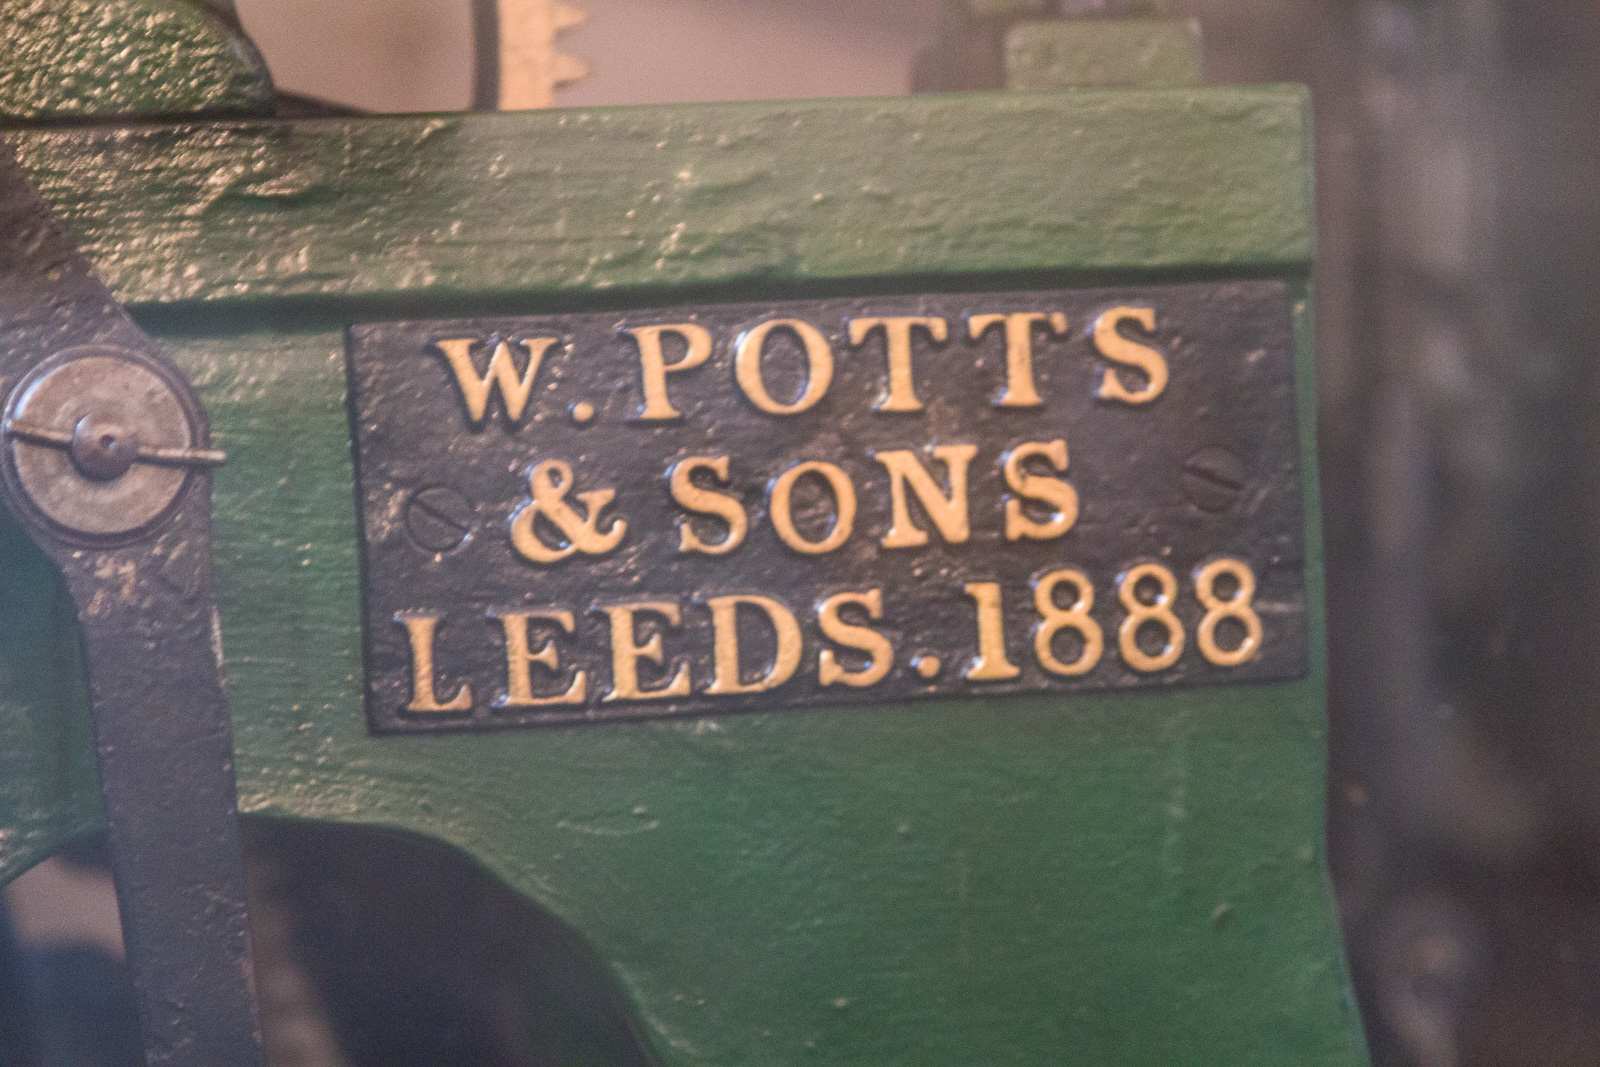 W. POTTS
& SONS
LEEDS. 1888